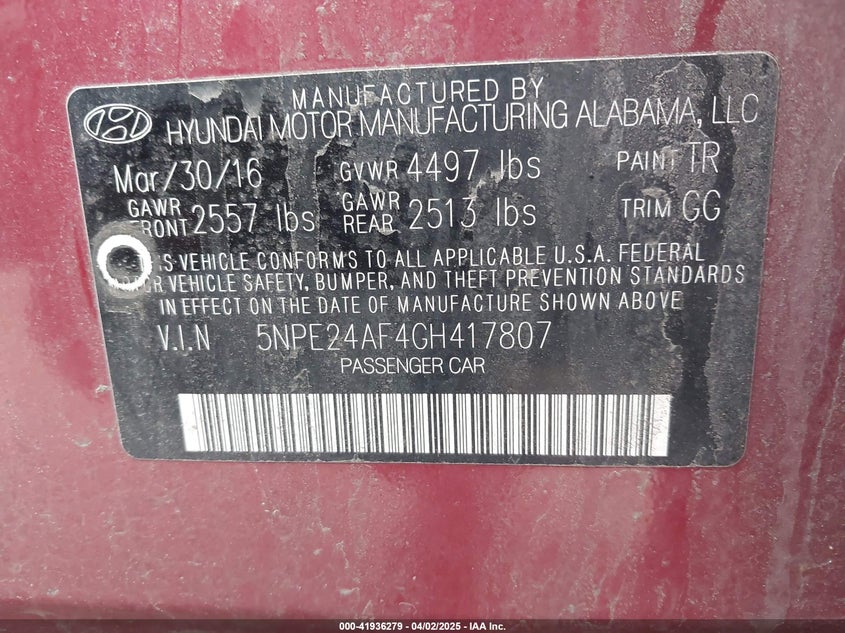 MANUFACTURED BY
HYUNDAI MOTOR MANUFACTURING ALABAMA, LLC
Mar/30/16 GVWR 4497 lbs PAINT TR
GAWR FRONT 2557 lbs GAWR REAR 2513 lbs TRIM GG
S VEHICLE CONFORMS TO ALL APPLICABLE U.S.A. FEDERAL
R VEHICLE SAFETY, BUMPER, AND THEFT PREVENTION STANDARDS
IN EFFECT ON THE DATE OF MANUFACTURE SHOWN ABOVE
V.I.N 5NPE24AF4GH417807
PASSENGER CAR
000-41936279 - 04/02/2025 - IAA Inc.